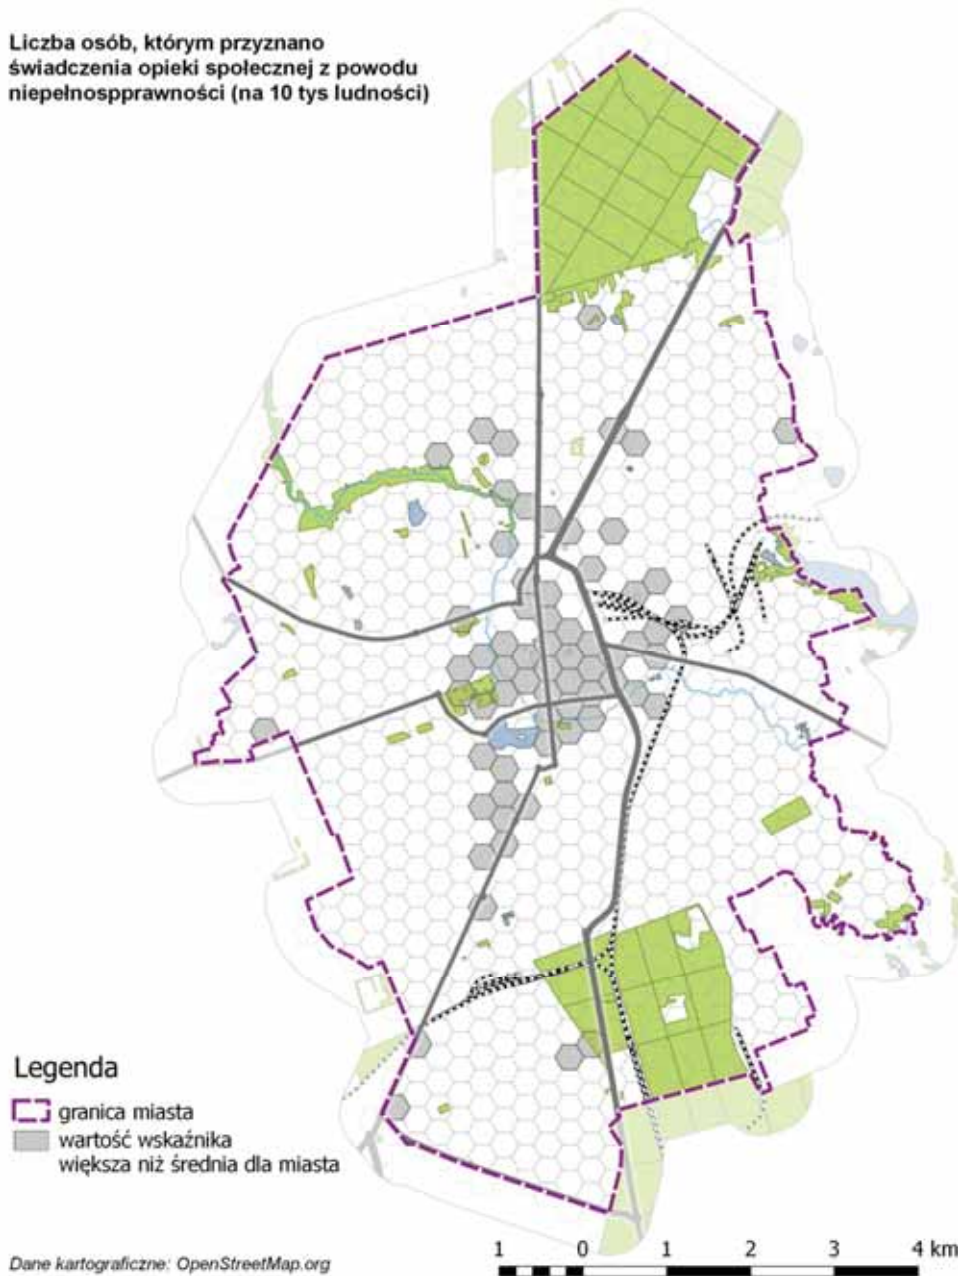 Liczba osób, którym przyznano
świadczenia opieki społecznej z powodu
niepełnospprawności (na 10 tys ludności)
Legenda
granica miasta
wartość wskaźnika
większa niż średnia dla miasta
Dane kartograficzne: OpenStreetMap.org
1 0 1 2 3 4 km